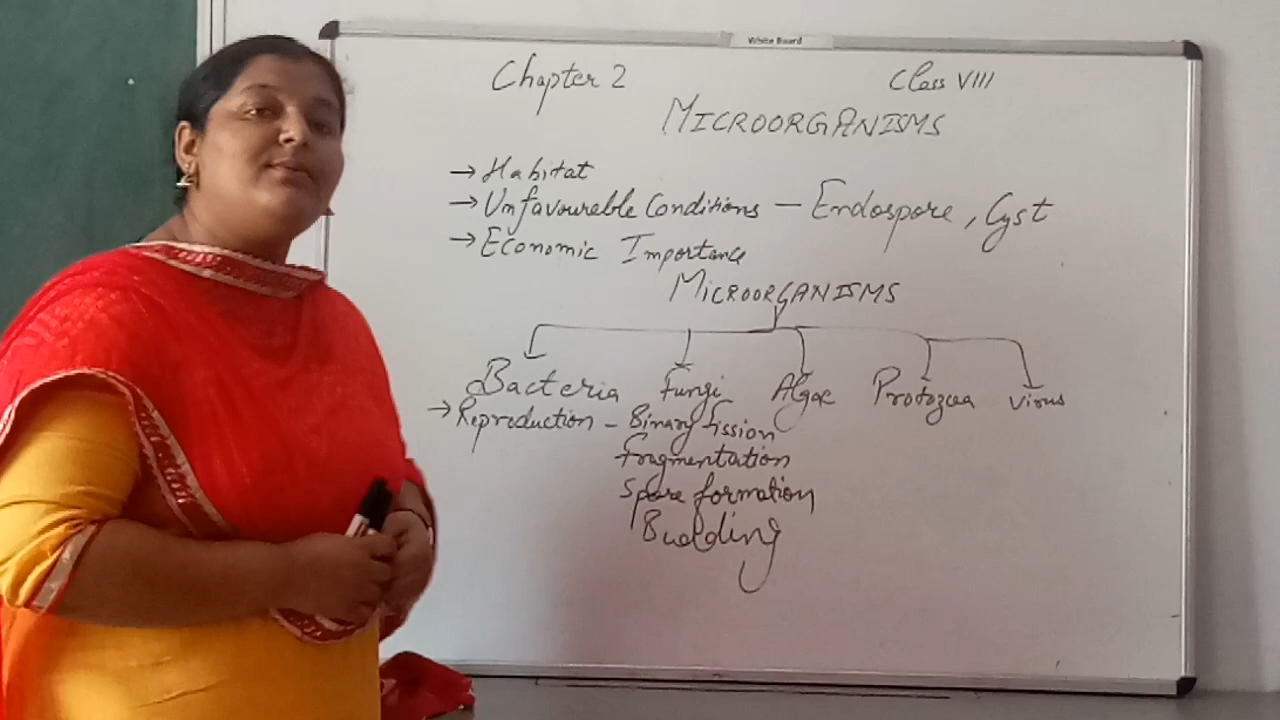 White Board
Chapter 2 Class VIII
MICROORGANISMS
→ Habitat
→ Unfavourable Conditions - Endospore, Cyst
→ Economic Importance
MICROORGANISMS
Bacteria Fungi Algae Protozoa virus
→ Reproduction - Binary fission
fragmentation
Spore formation
Budding